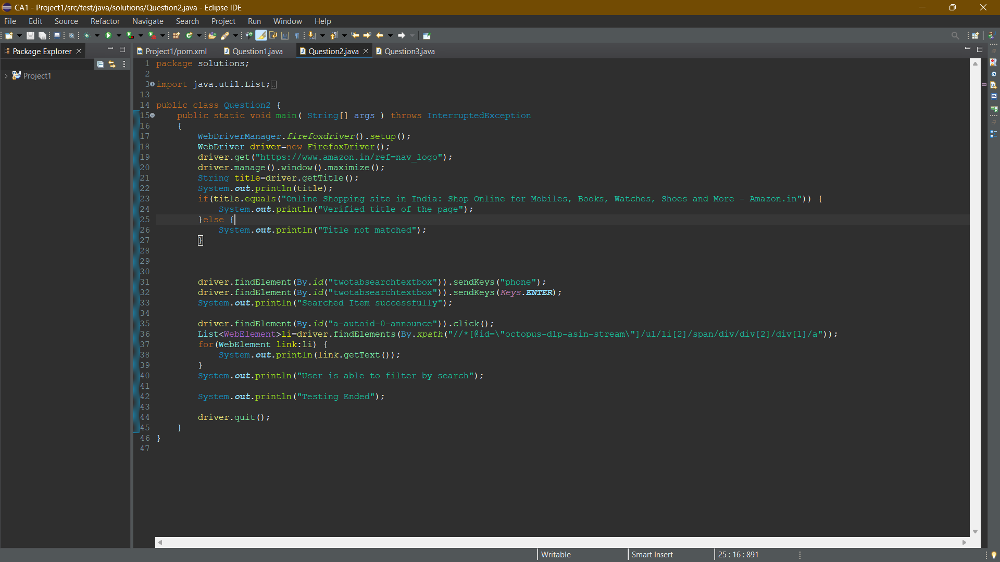 CA1 - Project1/src/test/java/solutions/Question2.java - Eclipse IDE
File Edit Source Refactor Navigate Search Project Run Window Help
Package Explorer
Project1/pom.xml Question1.java Question2.java Question3.java
Project1
1 package solutions;
2
3 import java.util.List;
13
14 public class Question2 {
15 public static void main( String[] args ) throws InterruptedException
16 {
17 WebDriverManager.firefoxdriver().setup();
18 WebDriver driver=new FirefoxDriver();
19 driver.get("https://www.amazon.in/ref=nav_logo");
20 driver.manage().window().maximize();
21 String title=driver.getTitle();
22 System.out.println(title);
23 if(title.equals("Online Shopping site in India: Shop Online for Mobiles, Books, Watches, Shoes and More - Amazon.in")) {
24 System.out.println("Verified title of the page");
25 }else {
26 System.out.println("Title not matched");
27 }
28
29
30
31 driver.findElement(By.id("twotabsearchtextbox")).sendKeys("phone");
32 driver.findElement(By.id("twotabsearchtextbox")).sendKeys(Keys.ENTER);
33 System.out.println("Searched Item successfully");
34
35 driver.findElement(By.id("a-autoid-0-announce")).click();
36 List<WebElement>li=driver.findElements(By.xpath("//*[@id=\"octopus-dlp-asin-stream\"]/ul/li[2]/span/div/div[2]/div[1]/a"));
37 for(WebElement link:li) {
38 System.out.println(link.getText());
39 }
40 System.out.println("User is able to filter by search");
41
42 System.out.println("Testing Ended");
43
44 driver.quit();
45 }
46 }
47
Writable Smart Insert 25 : 16 : 891